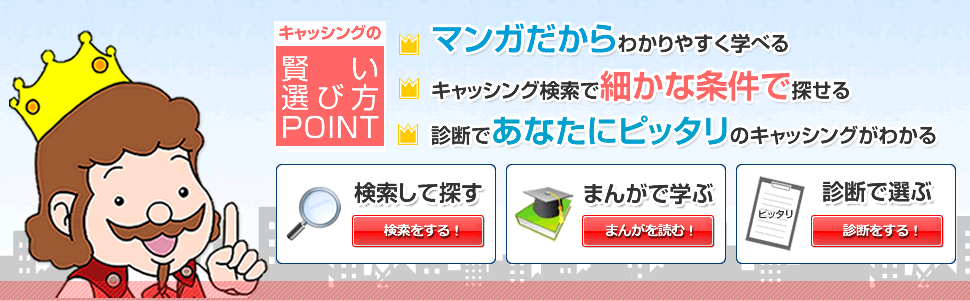 キャッシングの
賢い
選び方
POINT
マンガだからわかりやすく学べる
キャッシング検索で細かな条件で探せる
診断であなたにピッタリのキャッシングがわかる
検索して探す
検索をする！
まんがで学ぶ
まんがを読む！
ピッタリ
診断で選ぶ
診断をする！